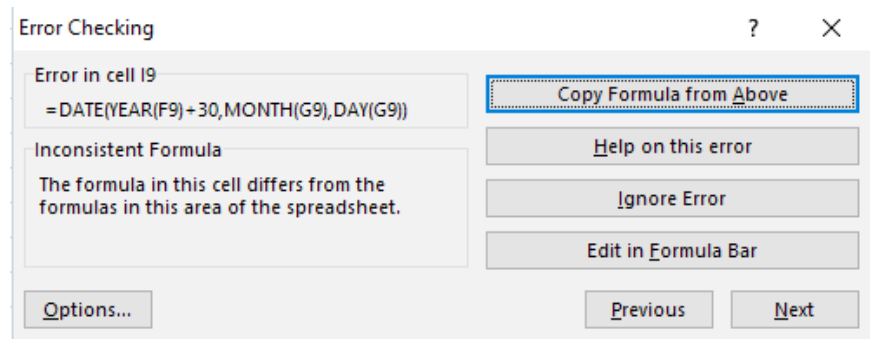 Error Checking ? ×
Error in cell I9
=DATE(YEAR(F9)+30,MONTH(G9),DAY(G9))
Inconsistent Formula
The formula in this cell differs from the
formulas in this area of the spreadsheet.
Copy Formula from Above
Help on this error
Ignore Error
Edit in Formula Bar
Options...
Previous
Next